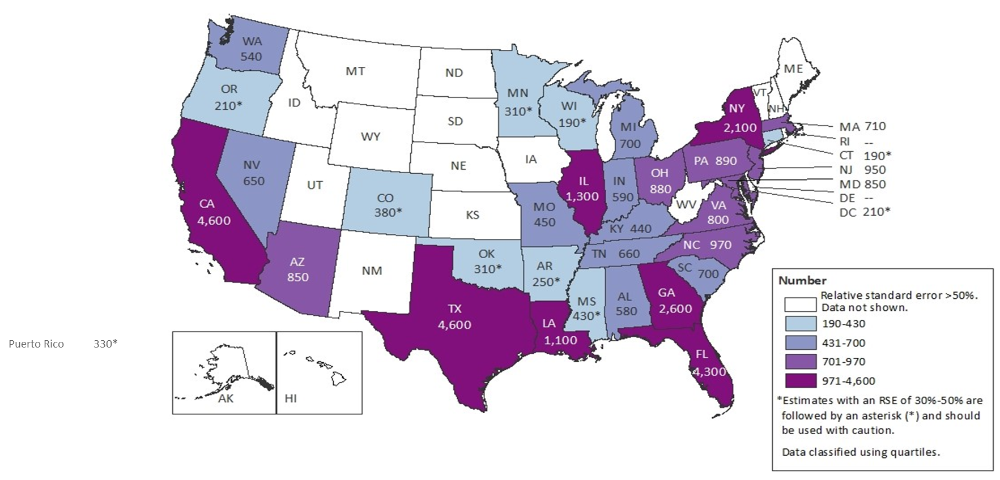 WA
540
OR
210*
CA
4,600
NV
650
ID
MT
WY
UT
AZ
850
CO
380*
NM
ND
SD
NE
KS
OK
310*
TX
4,600
MN
310*
IA
MO
450
AR
250*
LA
1,100
WI
190*
IL
1,300
MI
700
IN
590
OH
880
KY 440
TN 660
MS
430*
AL
580
GA
2,600
FL
4,300
SC 700
NC 970
VA
800
WV
PA 890
NY
2,100
VT
NH
ME
MA 710
RI --
CT 190*
NJ 950
MD 850
DE --
DC 210*
Puerto Rico 330*
AK
HI
Number
Relative standard error >50%.
Data not shown.
190-430
431-700
701-970
971-4,600
*Estimates with an RSE of 30%-50% are
followed by an asterisk (*) and should
be used with caution.
Data classified using quartiles.